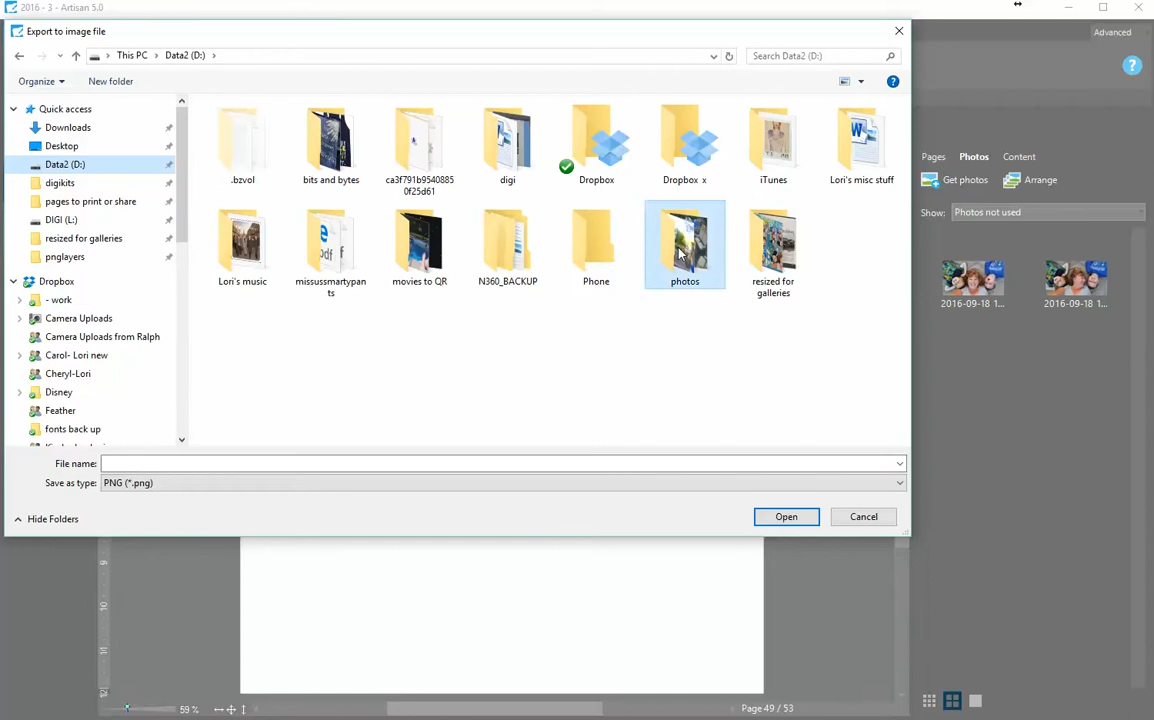 2016 - 3 - Artisan 5.0
Export to image file
Advanced
This PC > Data2 (D:) >
Search Data2 (D:)
Organize
New folder
Quick access
Downloads
Desktop
Data2 (D:)
digikits
pages to print or share
DIGI (L:)
resized for galleries
pnglayers
Dropbox
- work
Camera Uploads
Camera Uploads from Ralph
Carol- Lori new
Cheryl-Lori
Disney
Feather
fonts back up
.bzvol
bits and bytes
ca3f791b9540885
0f25d61
digi
Dropbox
Dropbox x
iTunes
Lori's misc stuff
Lori's music
missussmartypan
ts
movies to QR
N360_BACKUP
Phone
photos
resized for
galleries
File name:
Save as type: PNG (*.png)
Hide Folders
Open
Cancel
Pages
Photos
Content
Get photos
Arrange
Show: Photos not used
2016-09-18 1...
2016-09-18 1...
9
10
11
12
59 %
Page 49 / 53